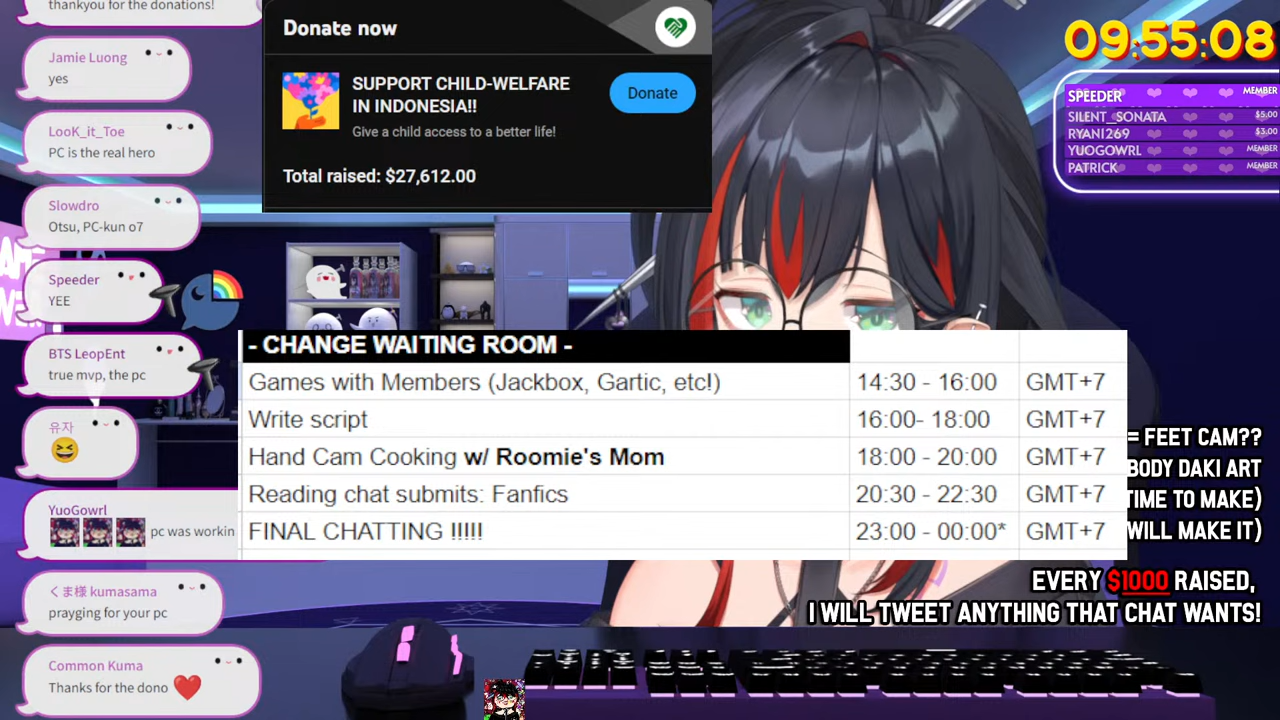 thankyou for the donations!
Jamie Luong
yes
LooK_it_Toe
PC is the real hero
Slowdro
Otsu, PC-kun o7
Speeder
YEE
BTS LeopEnt
true mvp, the pc
유자
YuoGowrl
pc was workin
くま様 kumasama
prayging for your pc
Common Kuma
Thanks for the dono
Donate now
SUPPORT CHILD-WELFARE
IN INDONESIA!!
Donate
Give a child access to a better life!
Total raised: $27,612.00
09:55:08
SPEEDER MEMBER
SILENT_SONATA $5.00
RYANI269 $3.00
YUOGOWRL MEMBER
PATRICK MEMBER
- CHANGE WAITING ROOM -
Games with Members (Jackbox, Gartic, etc!) 14:30 - 16:00 GMT+7
Write script 16:00- 18:00 GMT+7
Hand Cam Cooking w/ Roomie's Mom 18:00 - 20:00 GMT+7
Reading chat submits: Fanfics 20:30 - 22:30 GMT+7
FINAL CHATTING !!!!! 23:00 - 00:00* GMT+7
= FEET CAM??
BODY DAKI ART
TIME TO MAKE)
WILL MAKE IT)
EVERY $1000 RAISED,
I WILL TWEET ANYTHING THAT CHAT WANTS!